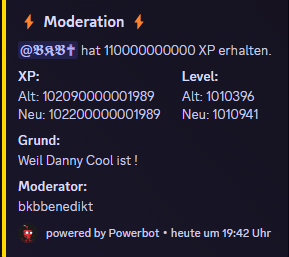 ⚡ Moderation ⚡
@𝕭𝕶𝕭✝ hat 110000000000 XP erhalten.
XP: Level:
Alt: 102090000001989 Alt: 1010396
Neu: 102200000001989 Neu: 1010941
Grund:
Weil Danny Cool ist !
Moderator:
bkbbenedikt
powered by Powerbot • heute um 19:42 Uhr